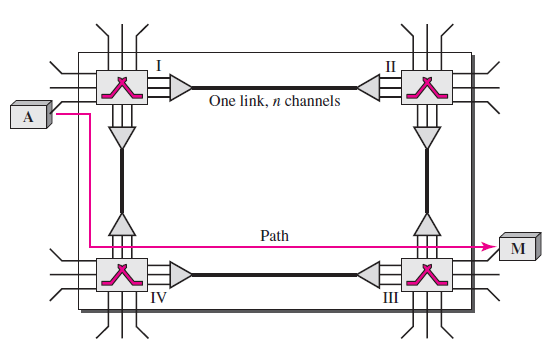 I
II
One link, n channels
A
Path
M
IV
III